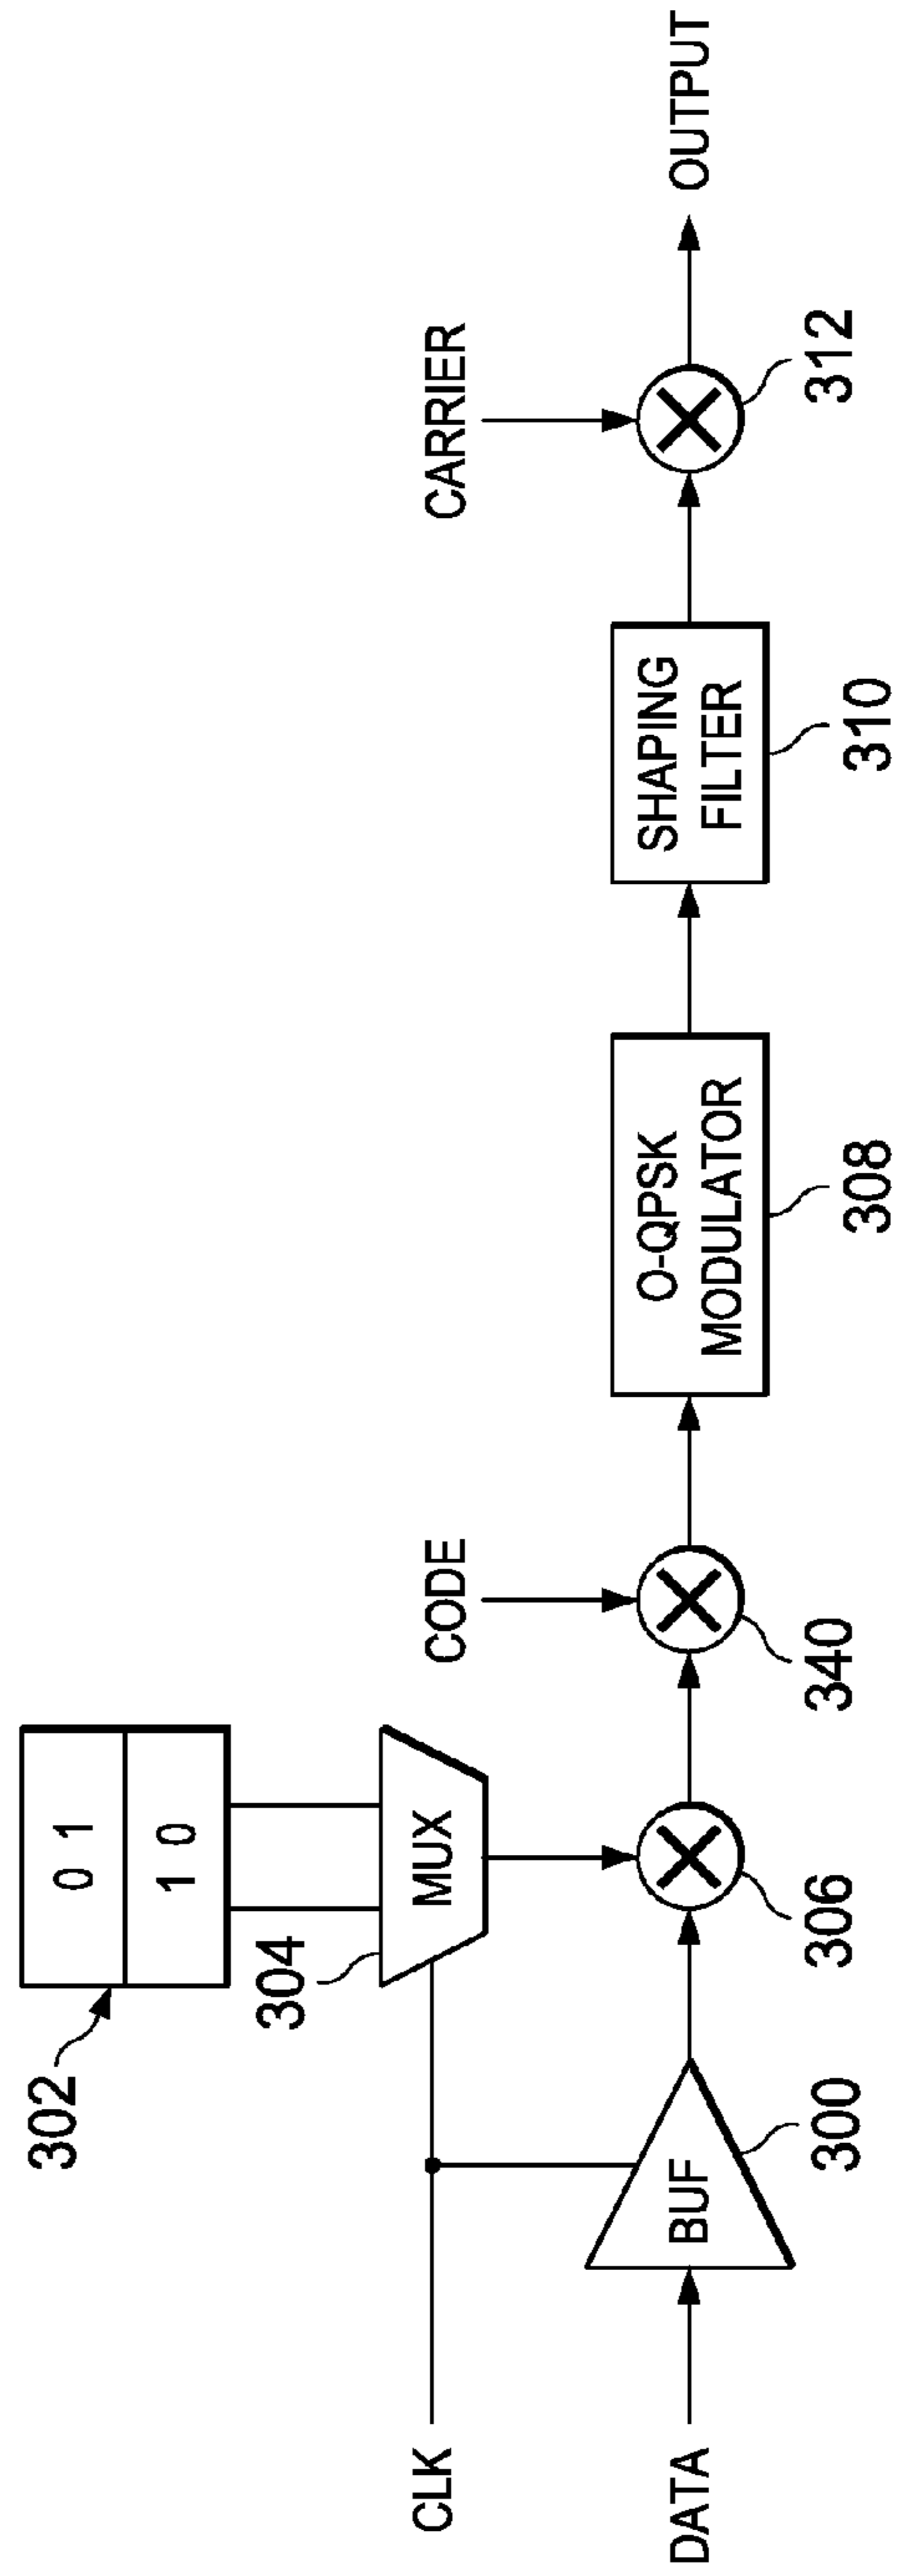 302
0 1
1 0
304
MUX
CLK
CODE
CARRIER
DATA
BUF
O-QPSK
MODULATOR
SHAPING
FILTER
OUTPUT
300
306
340
308
310
312